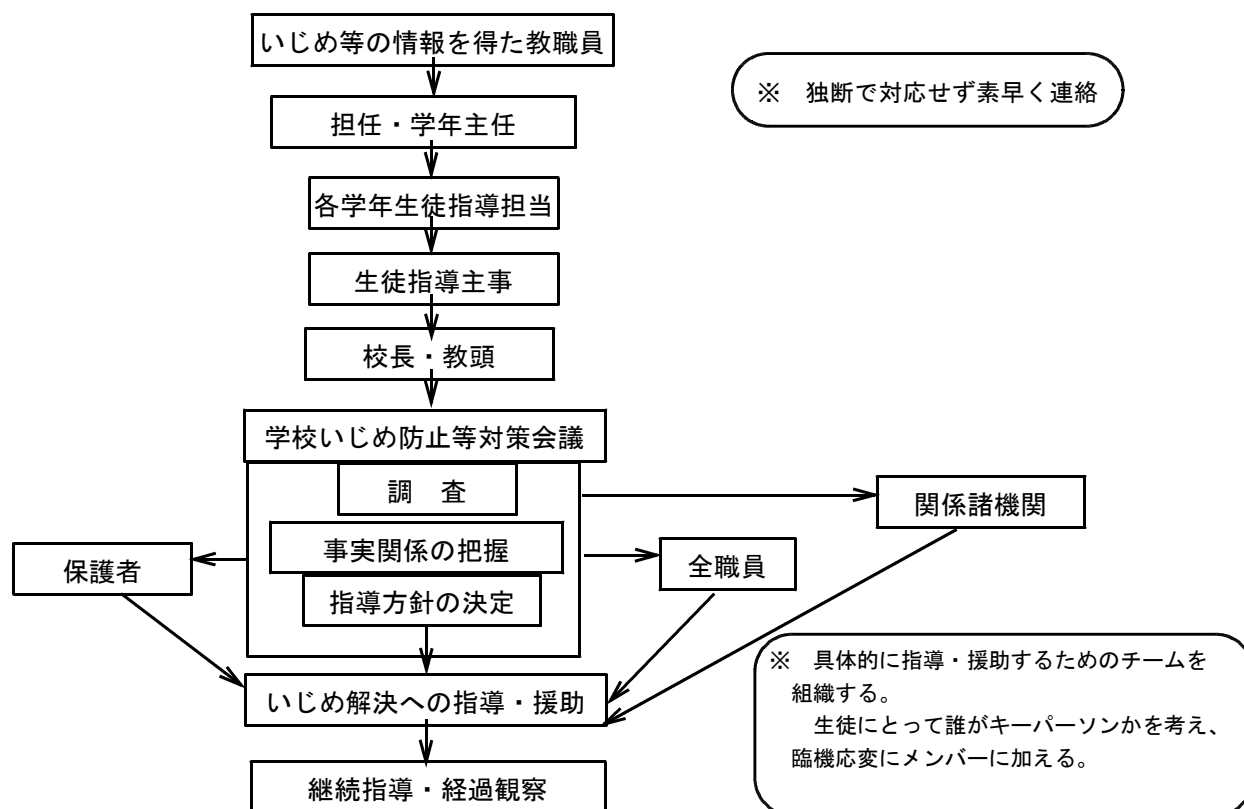 いじめ等の情報を得た教職員
※　独断で対応せず素早く連絡
担任・学年主任
各学年生徒指導担当
生徒指導主事
校長・教頭
学校いじめ防止等対策会議
調　査
関係諸機関
事実関係の把握
保護者
全職員
指導方針の決定
※　具体的に指導・援助するためのチームを
組織する。
生徒にとって誰がキーパーソンかを考え、
臨機応変にメンバーに加える。
いじめ解決への指導・援助
継続指導・経過観察